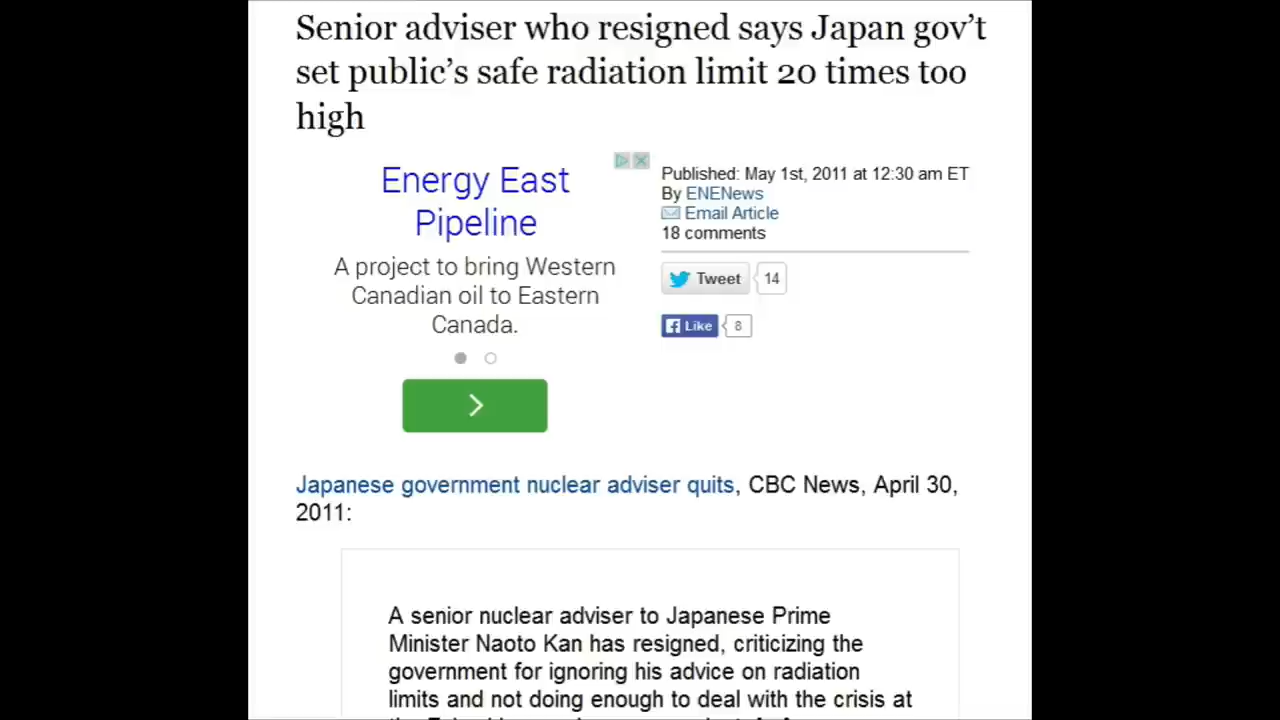 Senior adviser who resigned says Japan gov’t
set public’s safe radiation limit 20 times too
high
Energy East
Pipeline
A project to bring Western
Canadian oil to Eastern
Canada.
Published: May 1st, 2011 at 12:30 am ET
By ENENews
Email Article
18 comments
Tweet 14
Like 8
Japanese government nuclear adviser quits, CBC News, April 30,
2011:
A senior nuclear adviser to Japanese Prime
Minister Naoto Kan has resigned, criticizing the
government for ignoring his advice on radiation
limits and not doing enough to deal with the crisis at